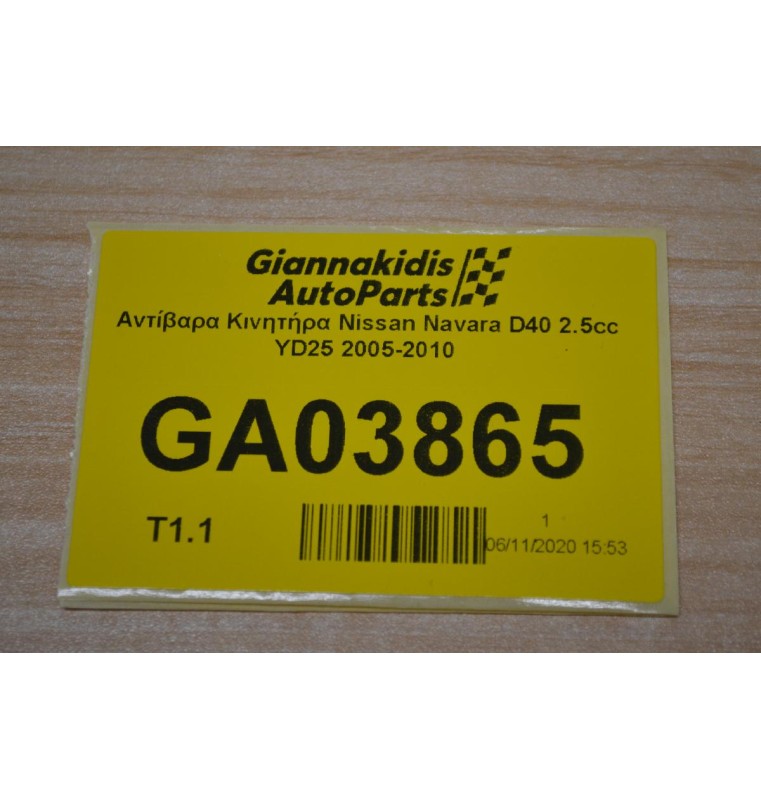 Giannakidis
AutoParts
Αντίβαρα Κινητήρα Nissan Navara D40 2.5cc
YD25 2005-2010
GA03865
T1.1
1
06/11/2020 15:53